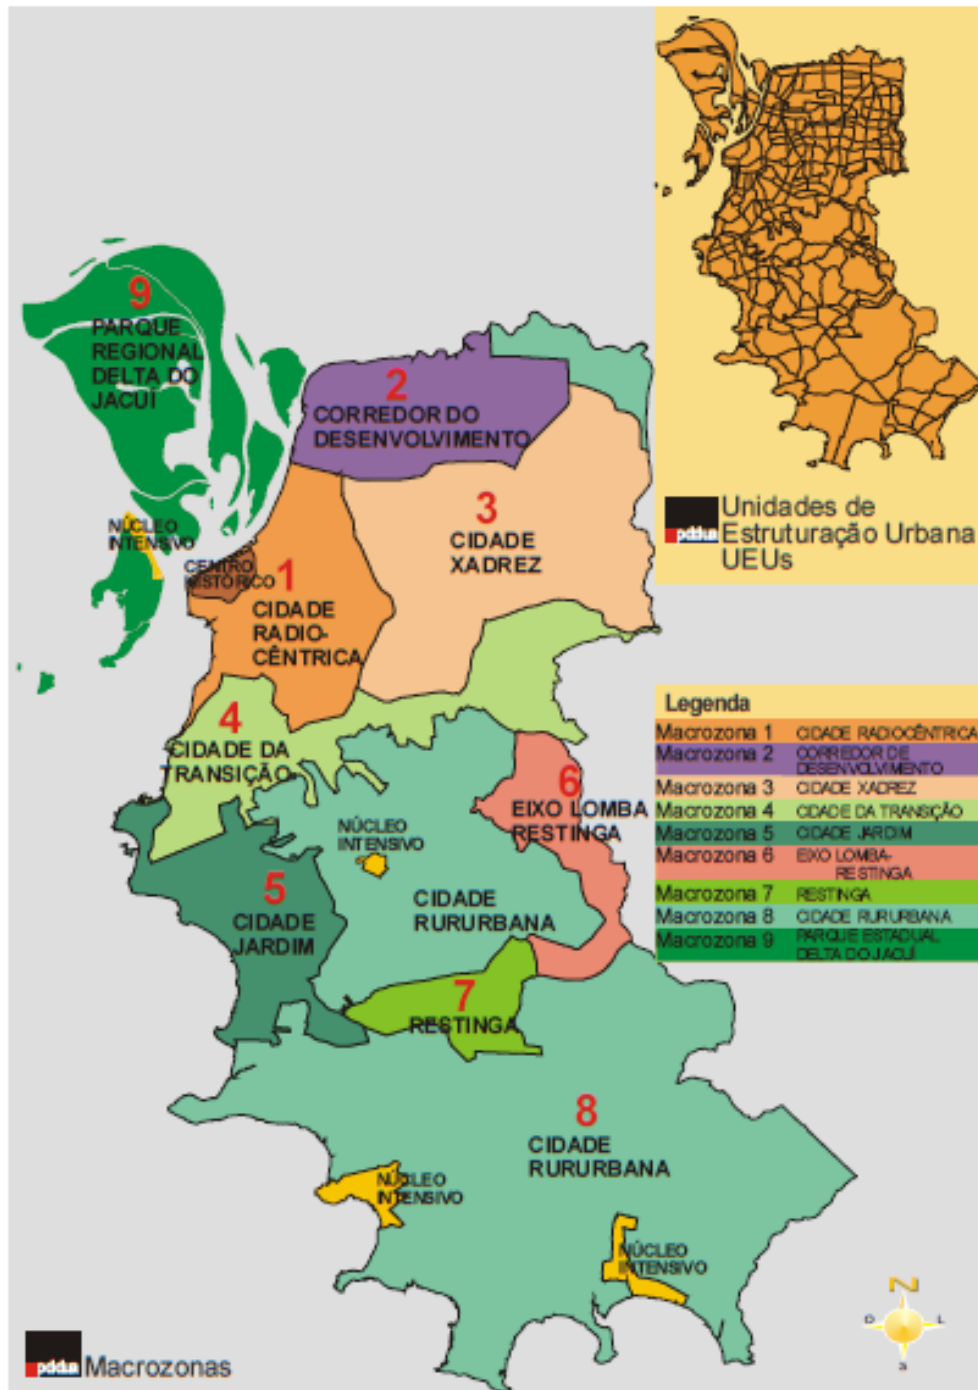 9
PARQUE
REGIONAL
DELTA DO
JACUÍ
2
CORREDOR DO
DESENVOLVIMENTO
3
CIDADE
XADREZ
NÚCLEO
INTENSIVO
CENTRO
HISTÓRICO
1
CIDADE
RADIO-
CÊNTRICA
4
CIDADE DA
TRANSIÇÃO
6
EIXO LOMBA
RESTINGA
NÚCLEO
INTENSIVO
5
CIDADE
JARDIM
CIDADE
RURURBANA
7
RESTINGA
8
CIDADE
RURURBANA
NÚCLEO
INTENSIVO
NÚCLEO
INTENSIVO
pddua
Unidades de
Estruturação Urbana
UEUs
Legenda
Macrozona 1 CIDADE RADIOCÊNTRICA
Macrozona 2 CORREDOR DE
DESENVOLVIMENTO
Macrozona 3 CIDADE XADREZ
Macrozona 4 CIDADE DA TRANSIÇÃO
Macrozona 5 CIDADE JARDIM
Macrozona 6 EIXO LOMBA-
RESTINGA
Macrozona 7 RESTINGA
Macrozona 8 CIDADE RURURBANA
Macrozona 9 PARQUE ESTADUAL
DELTA DO JACUÍ
N
O L
S
pddua Macrozonas